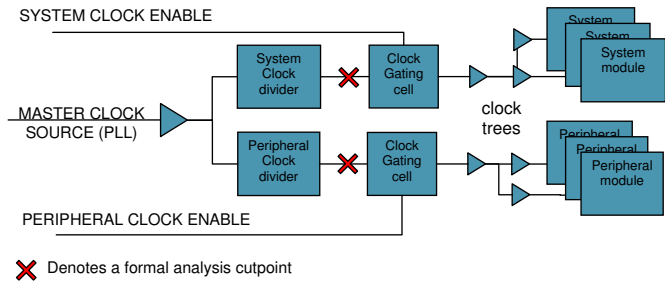 SYSTEM CLOCK ENABLE
System
System
System
module
System
Clock
divider
Clock
Gating
cell
MASTER CLOCK
SOURCE (PLL)
clock
trees
Peripheral
Clock
divider
Clock
Gating
cell
Peripheral
Peripheral
Peripheral
module
PERIPHERAL CLOCK ENABLE
Denotes a formal analysis cutpoint